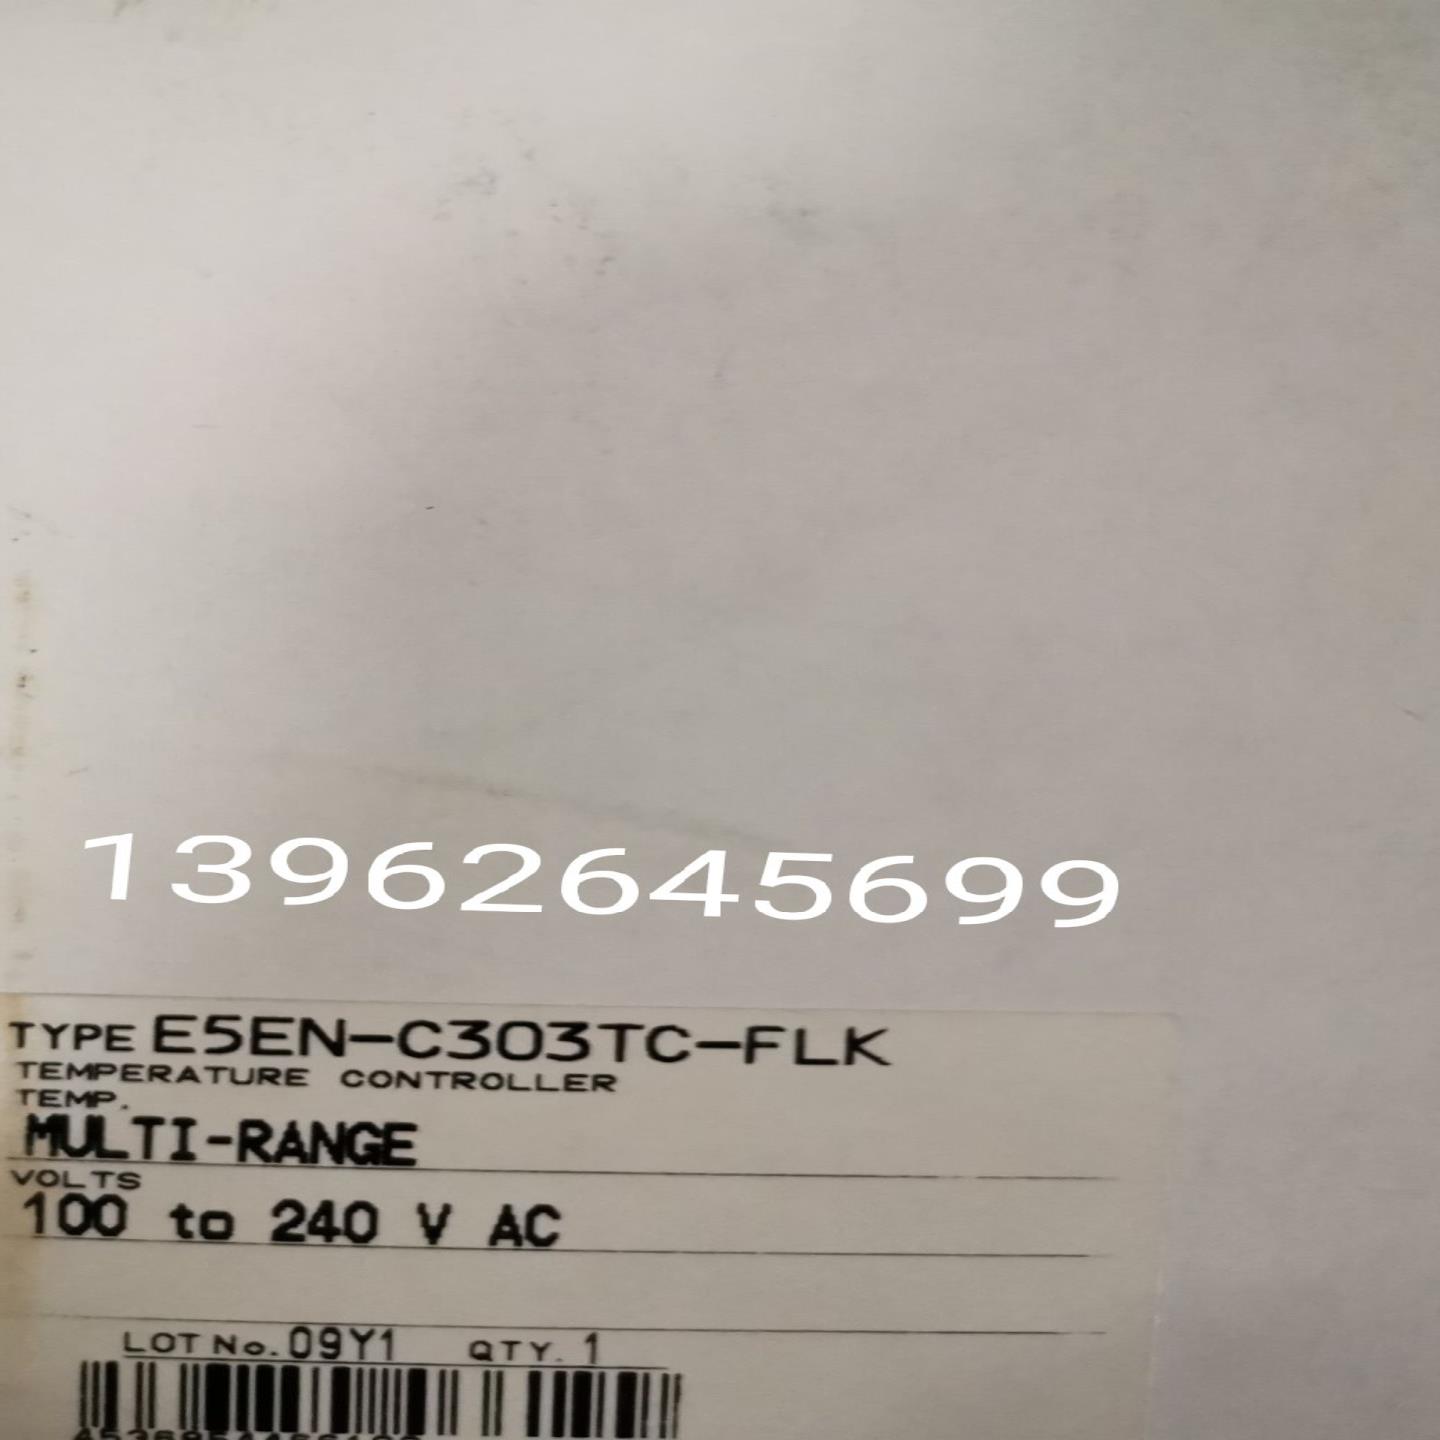 13962645699
TYPE E5EN-C303TC-FLK
TEMPERATURE CONTROLLER
TEMP.
MULTI-RANGE
VOLTS
100 to 240 V AC
LOT No. 09Y1 QTY. 1